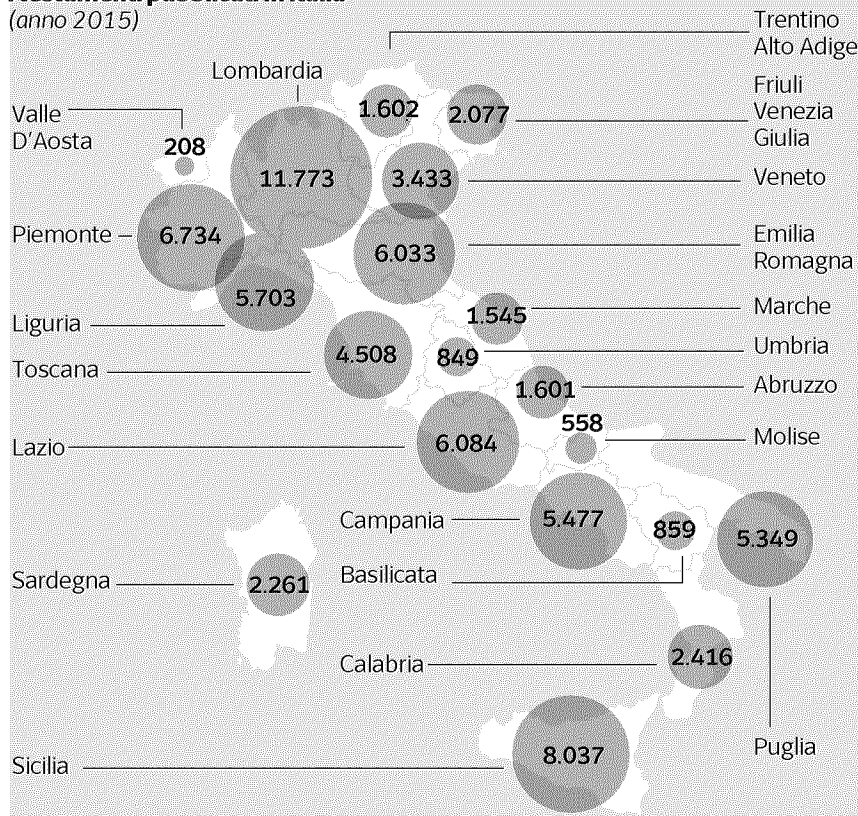 (anno 2015)
Trentino
Alto Adige
Lombardia
Friuli
Venezia
Giulia
Valle
D'Aosta
1.602
2.077
208
11.773
3.433
Veneto
Piemonte
6.734
6.033
Emilia
Romagna
5.703
Liguria
1.545
Marche
Toscana
4.508
849
Umbria
1.601
Abruzzo
558
Molise
Lazio
6.084
Campania
5.477
859
5.349
Sardegna
2.261
Basilicata
Calabria
2.416
Puglia
Sicilia
8.037